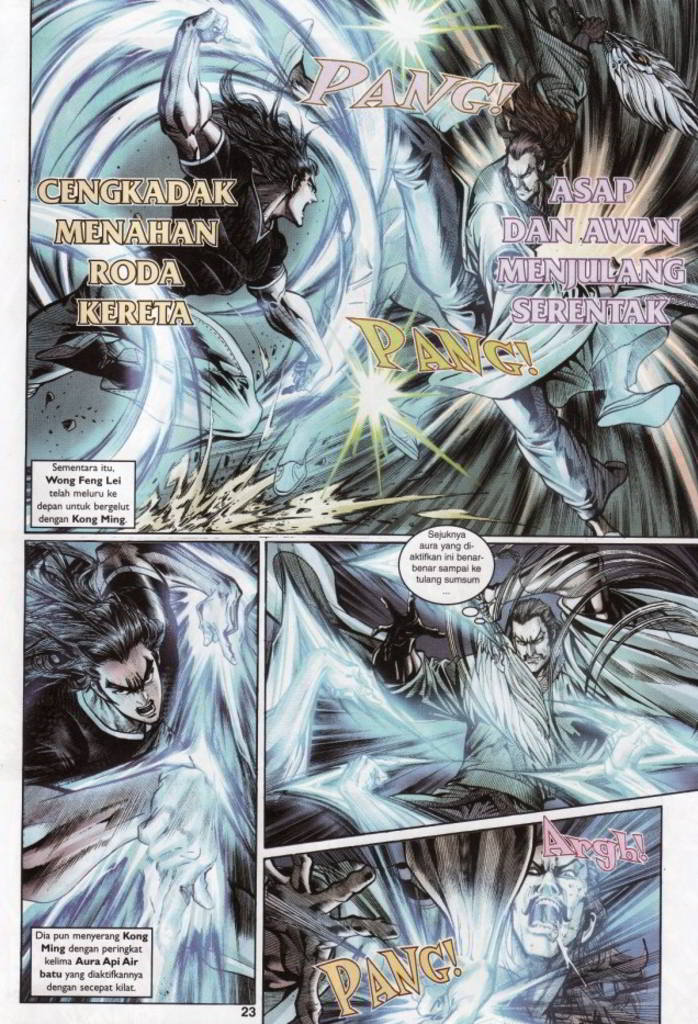 PANG!
CENGKADAK
MENAHAN
RODA
KERETA
ASAP
DAN AWAN
MENJULANG
SERENTAK
PANG!
Sementara itu,
Wong Feng Lei
telah meluru ke
depan untuk bergelut
dengan Kong Ming.
Sejuknya
aura yang di-
aktifkan ini benar-
benar sampai ke
tulang sumsum
...
Dia pun menyerang Kong
Ming dengan peringkat
kelima Aura Api Air
batu yang diaktifkannya
dengan secepat kilat.
Argh!
PANG!
23